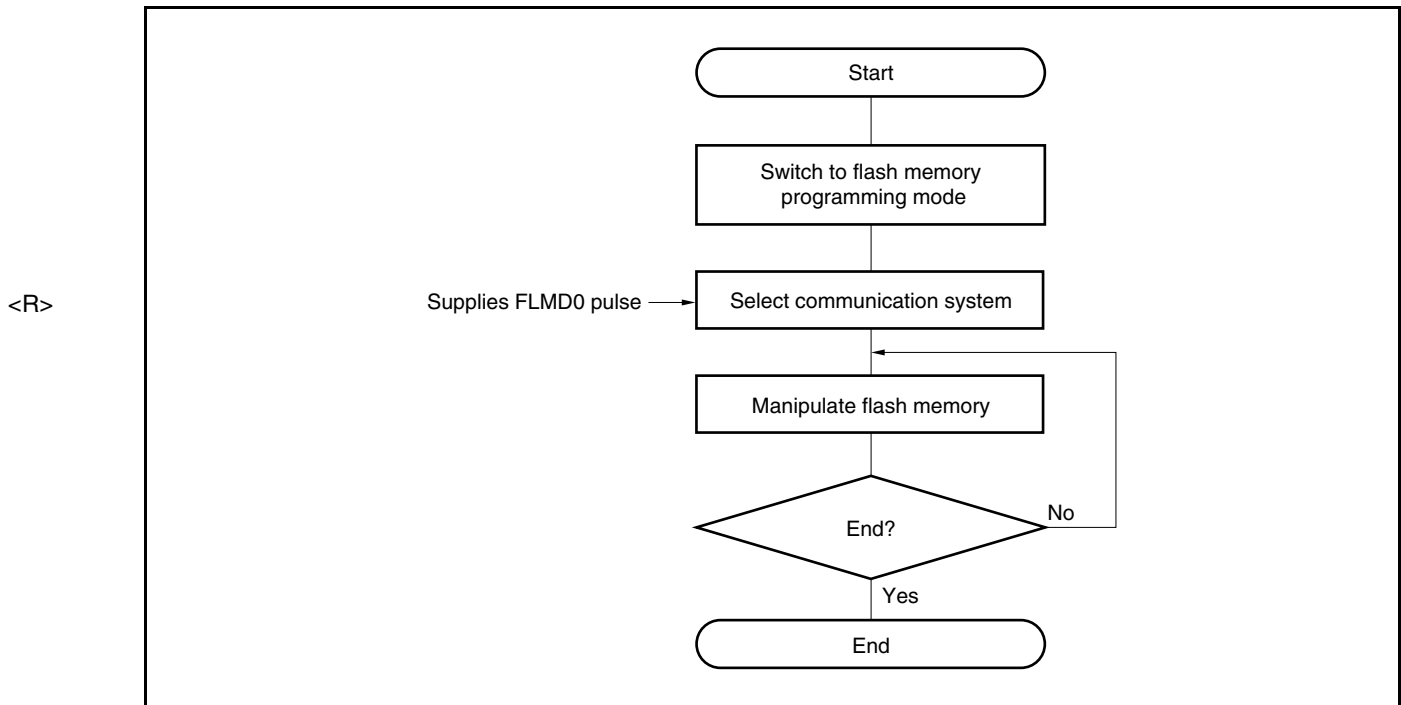 Start
Switch to flash memory
programming mode
<R>
Supplies FLMD0 pulse
Select communication system
Manipulate flash memory
End?
No
Yes
End